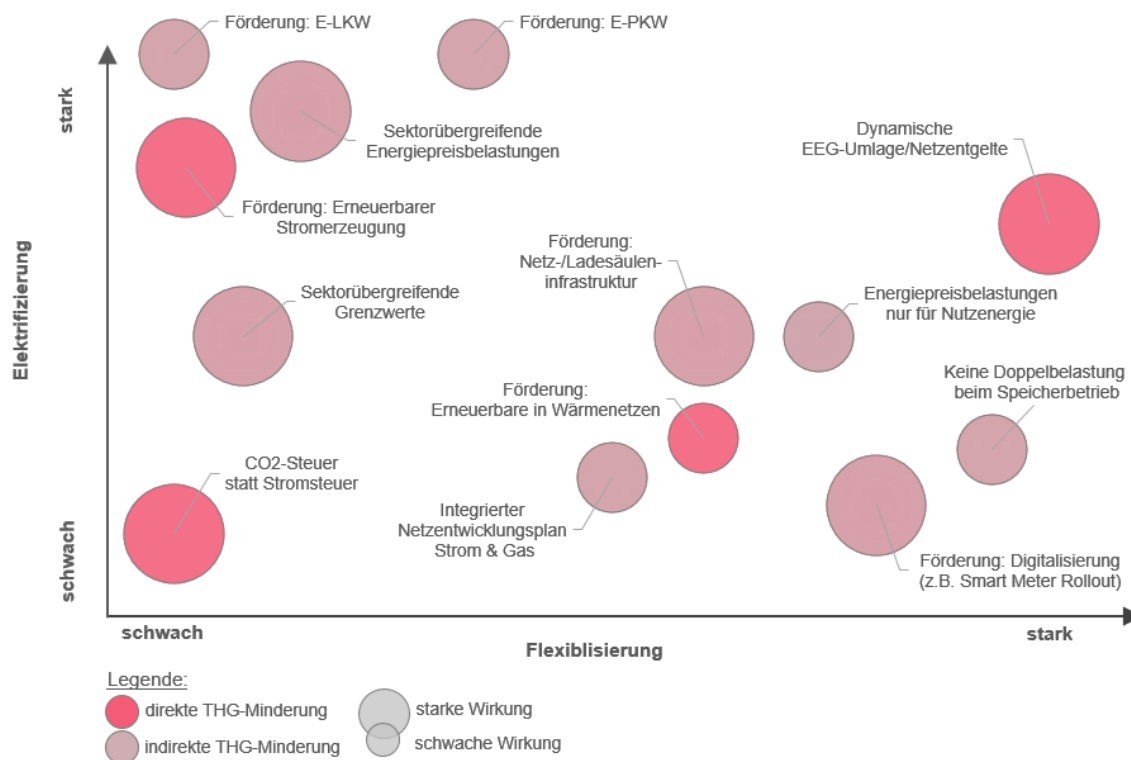 Förderung: E-LKW
Förderung: E-PKW
stark
Sektorübergreifende
Energiepreisbelastungen
Dynamische
EEG-Umlage/Netzentgelte
Förderung: Erneuerbarer
Stromerzeugung
Förderung:
Netz-/Ladesäulen-
infrastruktur
Elektrifizierung
Sektorübergreifende
Grenzwerte
Energiepreisbelastungen
nur für Nutzenergie
Keine Doppelbelastung
beim Speicherbetrieb
Förderung:
Erneuerbare in Wärmenetzen
CO2-Steuer
statt Stromsteuer
Integrierter
Netzentwicklungsplan
Strom & Gas
Förderung: Digitalisierung
(z.B. Smart Meter Rollout)
schwach
schwach
stark
Flexiblisierung
Legende:
direkte THG-Minderung
starke Wirkung
indirekte THG-Minderung
schwache Wirkung